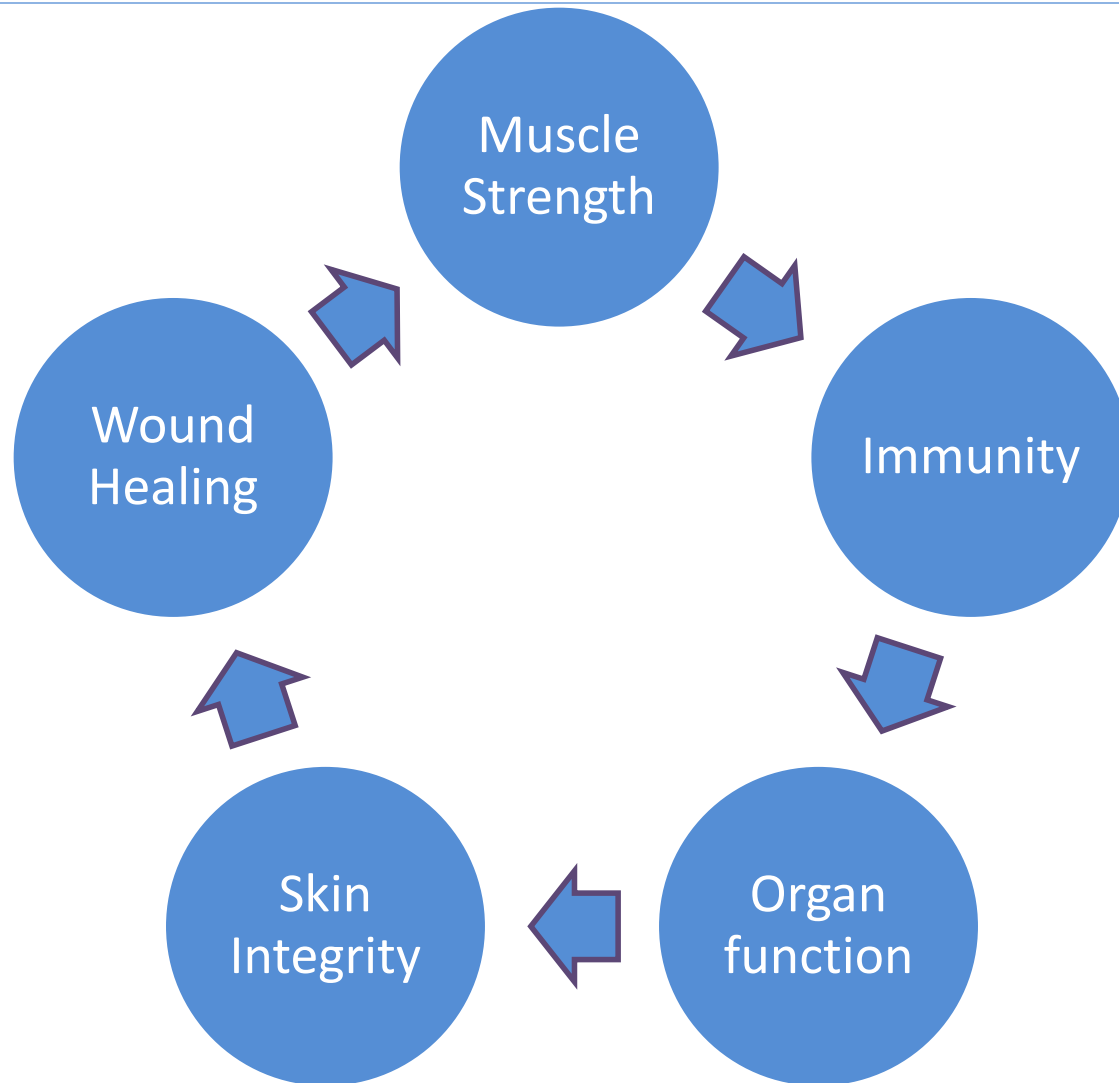 Muscle
Strength
Immunity
Organ
function
Skin
Integrity
Wound
Healing